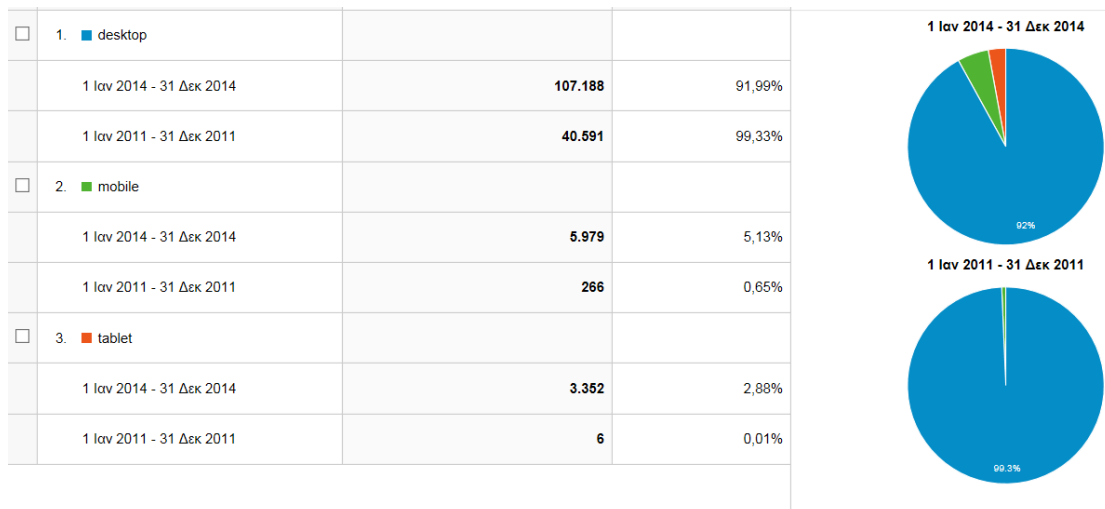 1. desktop
1 Ιαν 2014 - 31 Δεκ 2014 107.188 91,99%
1 Ιαν 2011 - 31 Δεκ 2011 40.591 99,33%
2. mobile
1 Ιαν 2014 - 31 Δεκ 2014 5.979 5,13%
1 Ιαν 2011 - 31 Δεκ 2011 266 0,65%
3. tablet
1 Ιαν 2014 - 31 Δεκ 2014 3.352 2,88%
1 Ιαν 2011 - 31 Δεκ 2011 6 0,01%
1 Ιαν 2014 - 31 Δεκ 2014
92%
1 Ιαν 2011 - 31 Δεκ 2011
99.3%